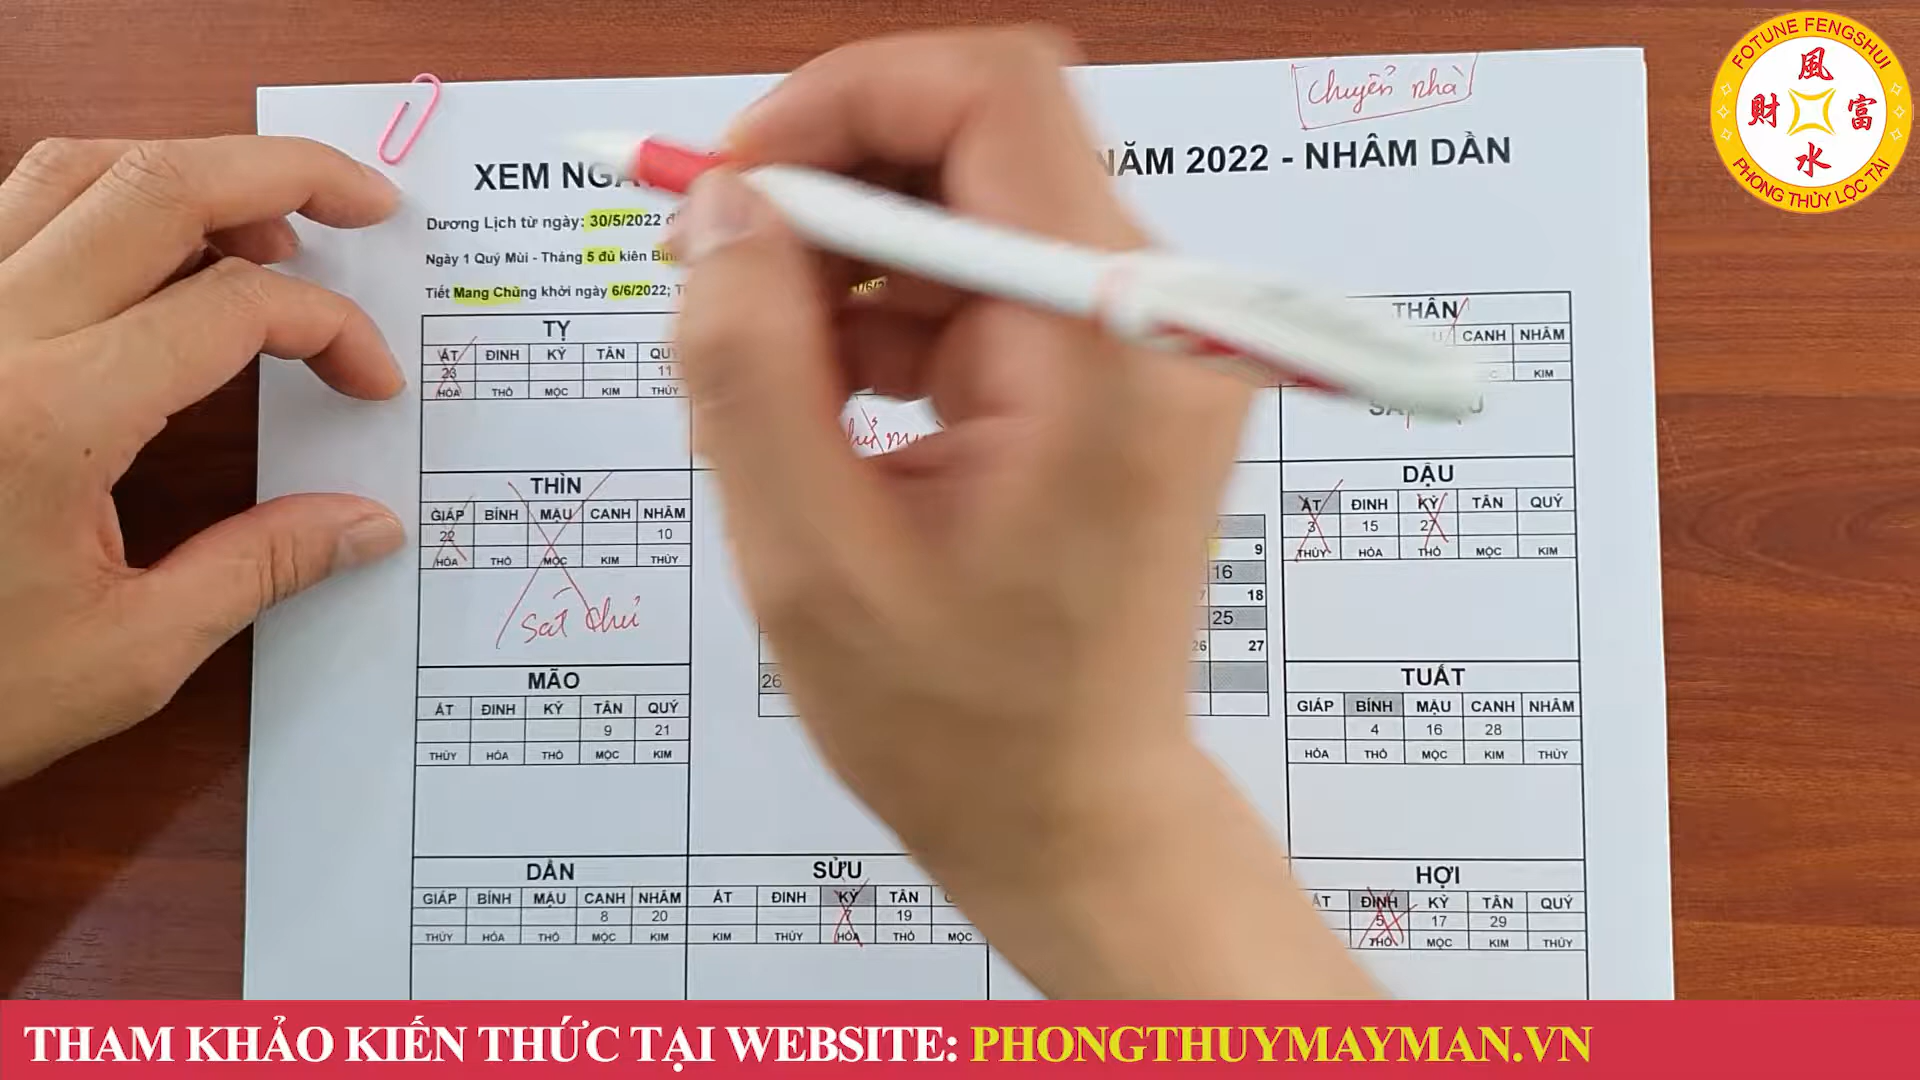 FOTUNE FENGSHUI
風
財 富
水
PHONG THỦY LỘC TÀI
Chuyển nhà
XEM NGÀ NĂM 2022 - NHÂM DẦN
Dương Lịch từ ngày: 30/5/2022
Ngày 1 Quý Mùi - Tháng 5 đủ kiên
Tiết Mang Chủng khởi ngày 6/6/2022;
TỴ
ẤT ĐINH KỶ TÂN QUÝ
23 11
HỎA THỔ MỘC KIM THỦY
THÂN
CANH NHÂM
KIM
THÌN
GIÁP BÍNH MẬU CANH NHÂM
22 10
HỎA THỔ MỘC KIM THỦY
Sát chủ
DẬU
ẤT ĐINH KỶ TÂN QUÝ
3 15 27
THỦY HỎA THỔ MỘC KIM
9
16
18
25
26 27
26
MÃO
ẤT ĐINH KỶ TÂN QUÝ
9 21
THỦY HỎA THỔ MỘC KIM
TUẤT
GIÁP BÍNH MẬU CANH NHÂM
4 16 28
HỎA THỔ MỘC KIM THỦY
DẦN
GIÁP BÍNH MẬU CANH NHÂM
8 20
THỦY HỎA THỔ MỘC KIM
SỬU
ẤT ĐINH KỶ TÂN
7 19
KIM THỦY HỎA THỔ MỘC
HỢI
ẤT ĐINH KỶ TÂN QUÝ
5 17 29
THỔ MỘC KIM THỦY
THAM KHẢO KIẾN THỨC TẠI WEBSITE: PHONGTHUYMAYMAN.VN